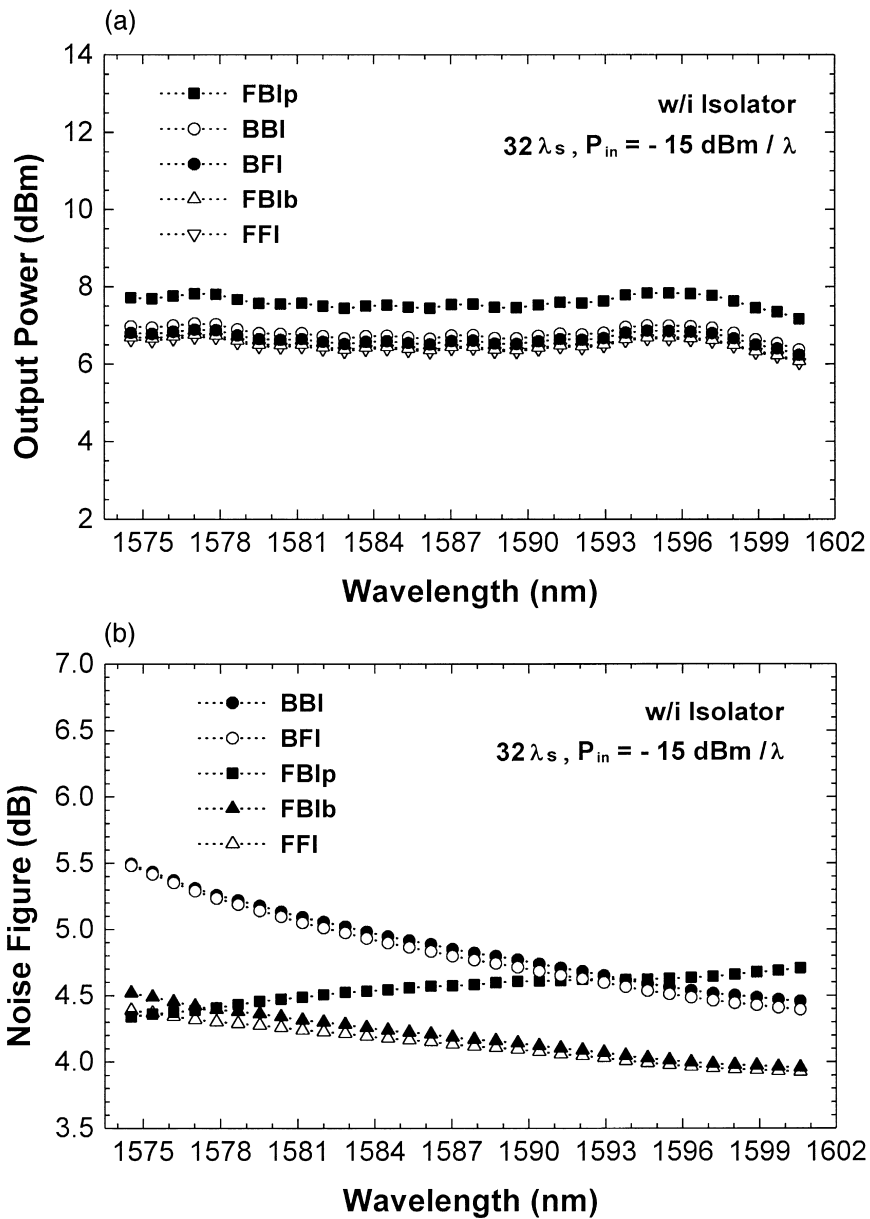 (a)
14
12
10
8
6
4
2
Output Power (dBm)
FBIp
BBI
BFI
FBIb
FFI
w/i Isolator
32 λs , Pin = - 15 dBm / λ
1575 1578 1581 1584 1587 1590 1593 1596 1599 1602
Wavelength (nm)
(b)
7.0
6.5
6.0
5.5
5.0
4.5
4.0
3.5
Noise Figure (dB)
BBI
BFI
FBIp
FBIb
FFI
w/i Isolator
32 λs , Pin = - 15 dBm / λ
1575 1578 1581 1584 1587 1590 1593 1596 1599 1602
Wavelength (nm)